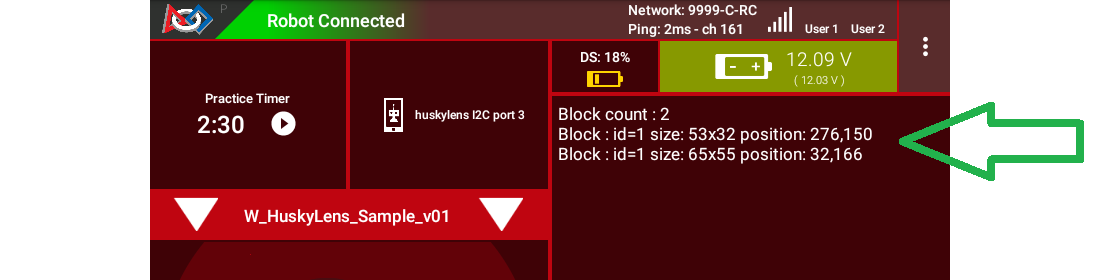 P
Robot Connected
Network: 9999-C-RC
Ping: 2ms - ch 161
User 1
User 2
Practice Timer
2:30
huskylens I2C port 3
DS: 18%
12.09 V
( 12.03 V )
Block count : 2
Block : id=1 size: 53x32 position: 276,150
Block : id=1 size: 65x55 position: 32,166
W_HuskyLens_Sample_v01